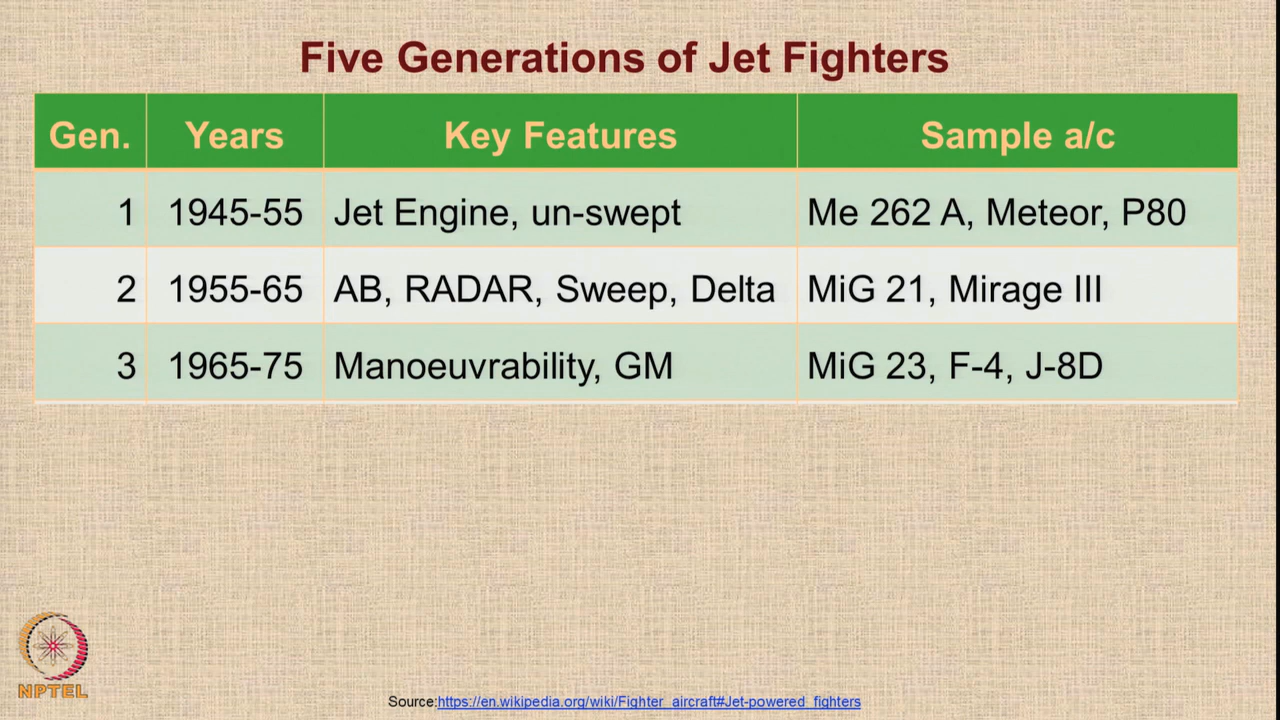 Five Generations of Jet Fighters
Gen. Years Key Features Sample a/c
1 1945-55 Jet Engine, un-swept Me 262 A, Meteor, P80
2 1955-65 AB, RADAR, Sweep, Delta MiG 21, Mirage III
3 1965-75 Manoeuvrability, GM MiG 23, F-4, J-8D
NPTEL
Source:https://en.wikipedia.org/wiki/Fighter_aircraft#Jet-powered_fighters